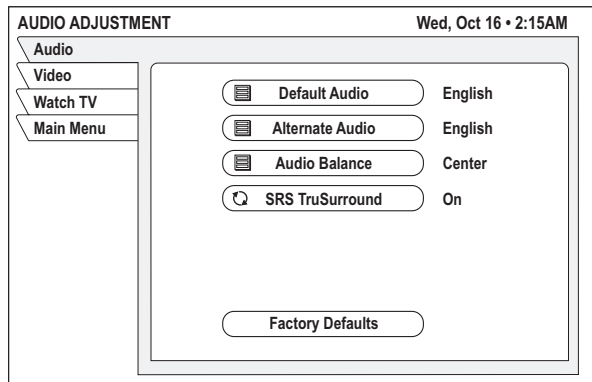 AUDIO ADJUSTMENT Wed, Oct 16 • 2:15AM
Audio
Video
Watch TV
Main Menu
Default Audio English
Alternate Audio English
Audio Balance Center
SRS TruSurround On
Factory Defaults